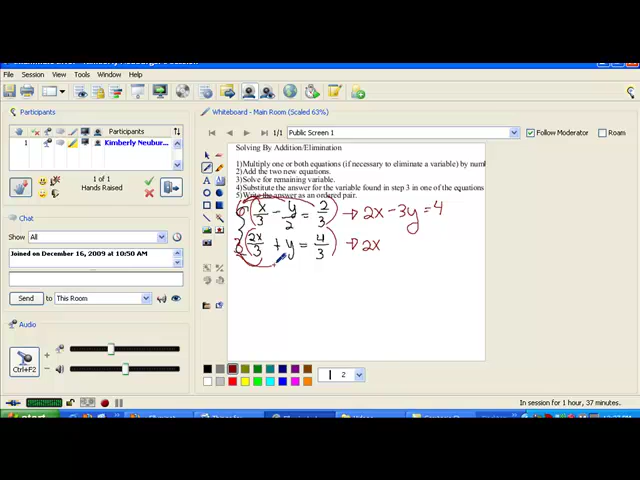 File Session View Tools Window Help
Participants
Whiteboard - Main Room (Scaled 63%)
1/1 Public Screen 1 Follow Moderator Roam
Participants
1 Kimberly Neubur...
1 of 1
Hands Raised
Chat
Show All
Joined on September 12, 2009 at 10:50 AM
Send to This Room
Audio
Ctrl+F2
Solving By Addition/Elimination
1)Multiply one or both equations (if necessary to eliminate a variable) by num
2)Add the two new equations.
3)Solve for remaining variable.
4)Substitute the answer for the variable found in step 3 in one of the equations
5)Write the answer as an ordered pair.
6(x/3 - y/2 = 2/3) → 2x - 3y = 4
3(2x/3 + y = 4/3) → 2x
2
In session for 1 hour, 37 minutes.